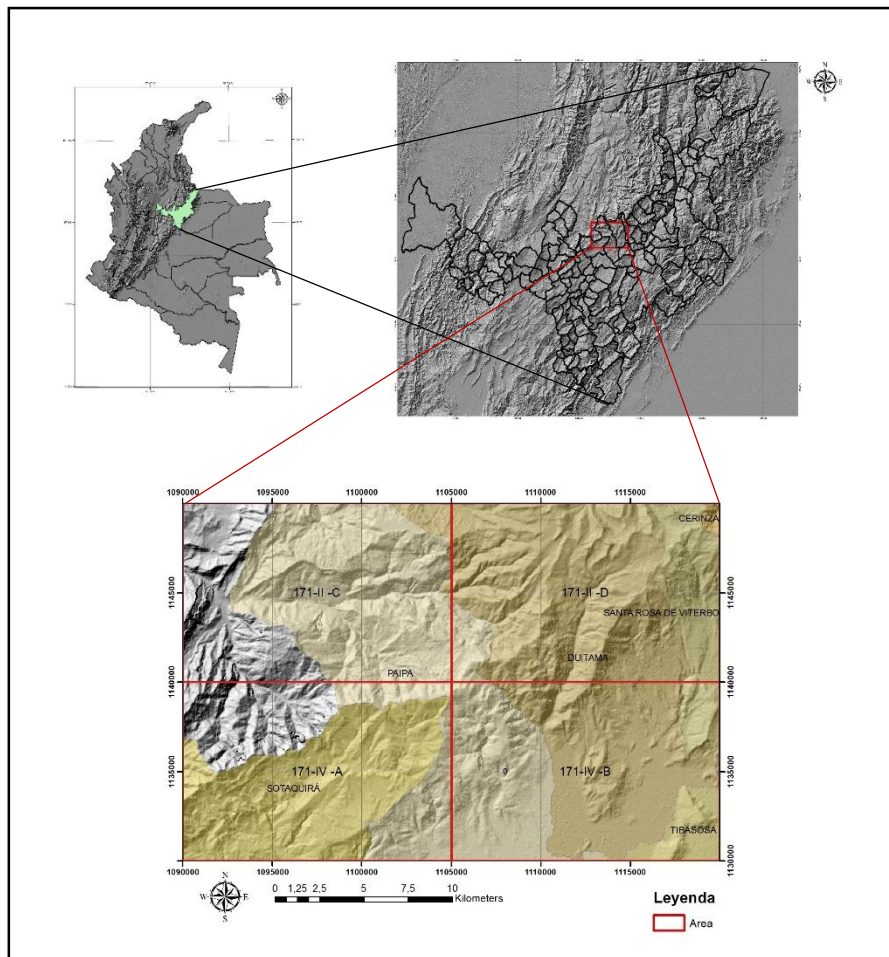 N
W E
S
1090000 1095000 1100000 1105000 1110000 1115000
CERINZA
1145000 171-II -C 171-II -D 1145000
SANTA ROSA DE VITERBO
DUITAMA
PAIPA
1140000 1140000
1135000 171-IV -A 171-IV -B 1135000
SOTAQUIRÁ
TIBASOSA
1130000
1090000 1095000 1100000 1105000 1110000 1115000
N
W E
S
0 1,25 2,5 5 7,5 10
Kilometers
Leyenda
Area